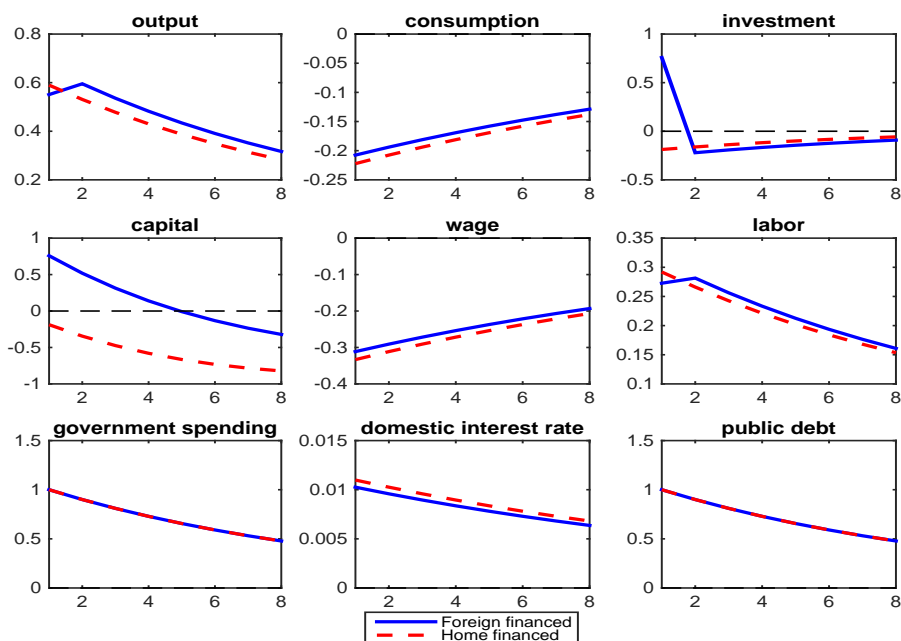 output consumption investment
0.8 0 1
0.6 -0.05 0.5
-0.1
0.4 -0.15 0
-0.2
0.2 -0.25 -0.5
2 4 6 8 2 4 6 8 2 4 6 8
capital wage labor
1 0 0.35
0.5 -0.1 0.3
0.25
0 -0.2
0.2
-0.5 -0.3 0.15
-1 -0.4 0.1
2 4 6 8 2 4 6 8 2 4 6 8
government spending domestic interest rate public debt
1.5 0.015 1.5
1 0.01 1
0.5 0.005 0.5
0 0 0
2 4 6 8 2 4 6 8 2 4 6 8
Foreign financed
Home financed